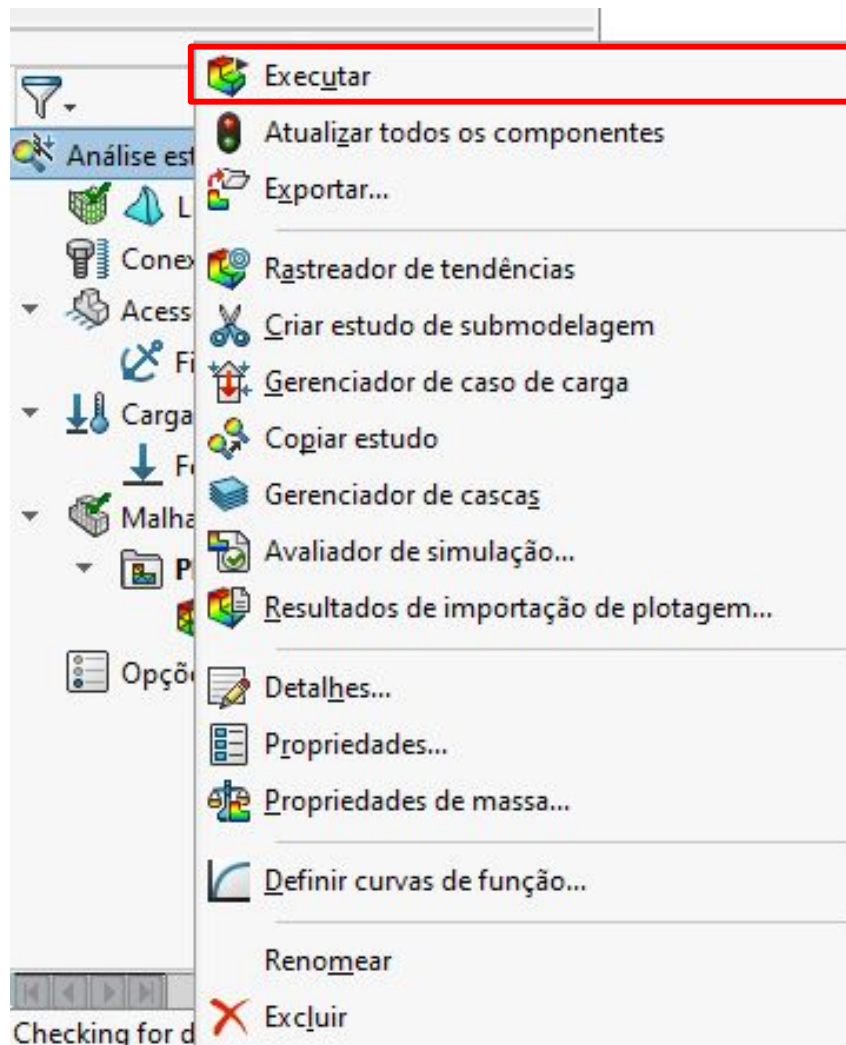 Executar
Atualizar todos os componentes
Análise est
Exportar...
L
Conex
Rastreador de tendências
Acess
Criar estudo de submodelagem
Fi
Gerenciador de caso de carga
Carga
Copiar estudo
F
Gerenciador de cascas
Malha
Avaliador de simulação...
P
Resultados de importação de plotagem...
Opçõ
Detalhes...
Propriedades...
Propriedades de massa...
Definir curvas de função...
Renomear
Excluir
Checking for d